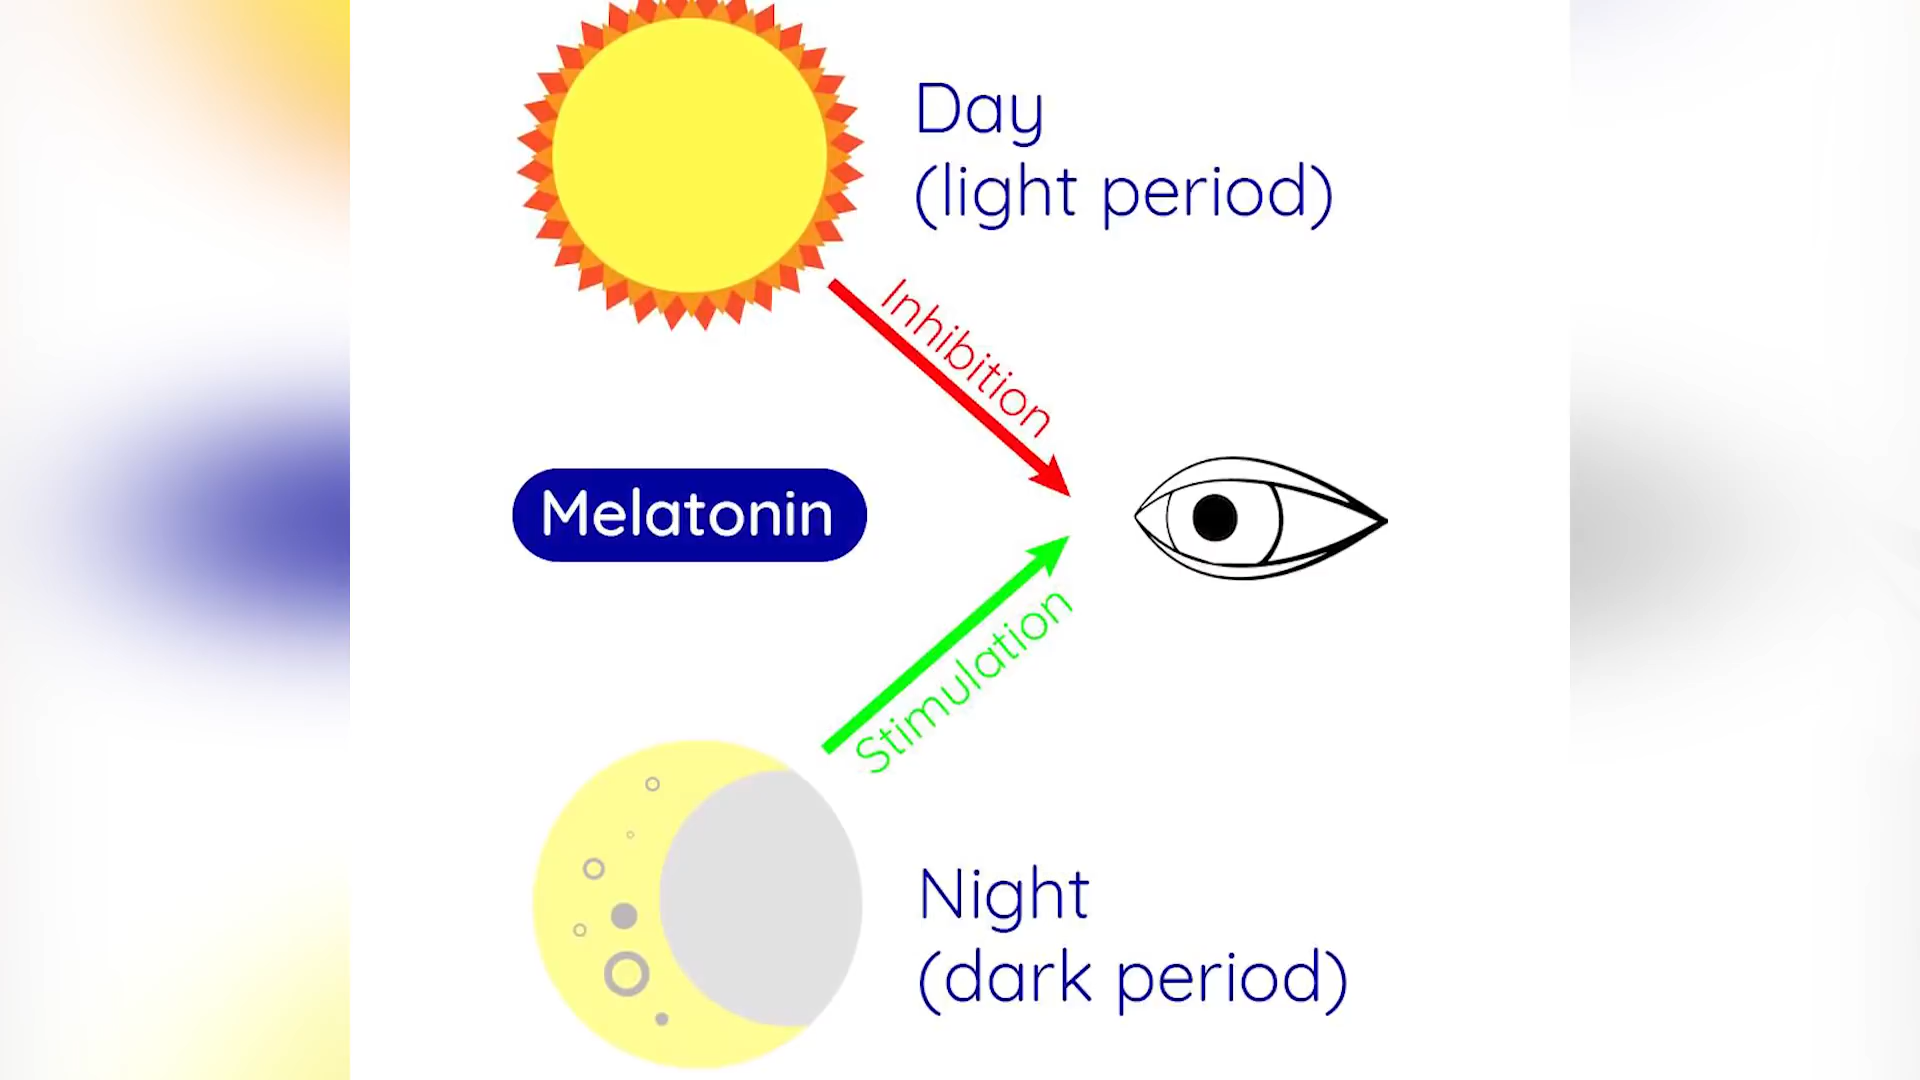 Day
(light period)
Inhibition
Melatonin
Stimulation
Night
(dark period)